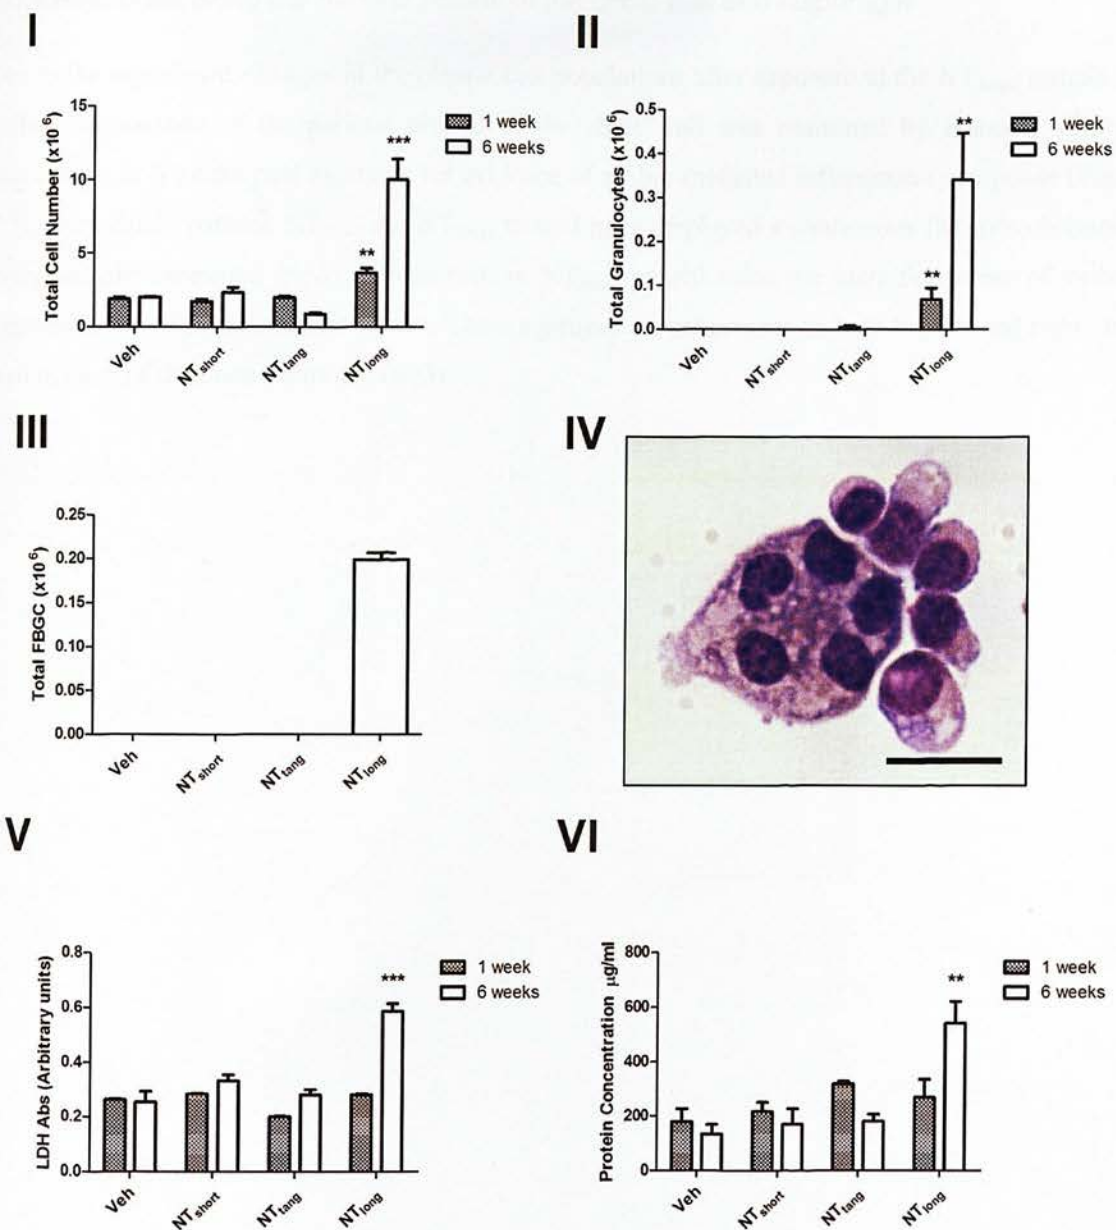 I
Total Cell Number (x10⁶)
15
10
5
0
1 week
6 weeks
**
***
Veh
NTshort
NTtang
NTlong
II
Total Granulocytes (x10⁶)
0.5
0.4
0.3
0.2
0.1
0.0
1 week
6 weeks
**
**
Veh
NTshort
NTtang
NTlong
III
Total FBGC (x10⁶)
0.25
0.20
0.15
0.10
0.05
0.00
Veh
NTshort
NTtang
NTlong
IV
V
LDH Abs (Arbitrary units)
0.8
0.6
0.4
0.2
0.0
1 week
6 weeks
***
Veh
NTshort
NTtang
NTlong
VI
Protein Concentration µg/ml
800
600
400
200
0
1 week
6 weeks
**
Veh
NTshort
NTtang
NTlong